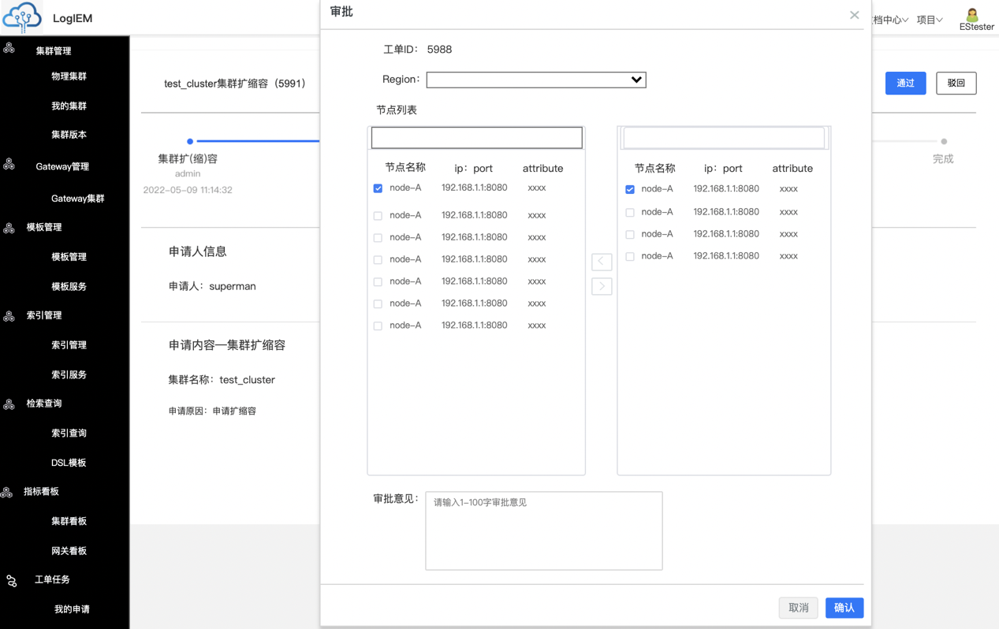 LogIEM
集群管理
物理集群
我的集群
集群版本
Gateway管理
Gateway集群
模板管理
模板管理
模板服务
索引管理
索引管理
索引服务
检索查询
索引查询
DSL模板
指标看板
集群看板
网关看板
工单任务
我的申请
档中心
项目
EStester
test_cluster集群扩缩容（5991）
通过
驳回
集群扩(缩)容
admin
2022-05-09 11:14:32
完成
申请人信息
申请人：superman
申请内容—集群扩缩容
集群名称：test_cluster
申请原因：申请扩缩容
审批
工单ID： 5988
Region：
节点列表
节点名称 ip：port attribute
node-A 192.168.1.1:8080 xxxx
node-A 192.168.1.1:8080 xxxx
node-A 192.168.1.1:8080 xxxx
node-A 192.168.1.1:8080 xxxx
node-A 192.168.1.1:8080 xxxx
node-A 192.168.1.1:8080 xxxx
node-A 192.168.1.1:8080 xxxx
节点名称 ip：port attribute
node-A 192.168.1.1:8080 xxxx
node-A 192.168.1.1:8080 xxxx
node-A 192.168.1.1:8080 xxxx
node-A 192.168.1.1:8080 xxxx
审批意见：
请输入1-100字审批意见
取消
确认